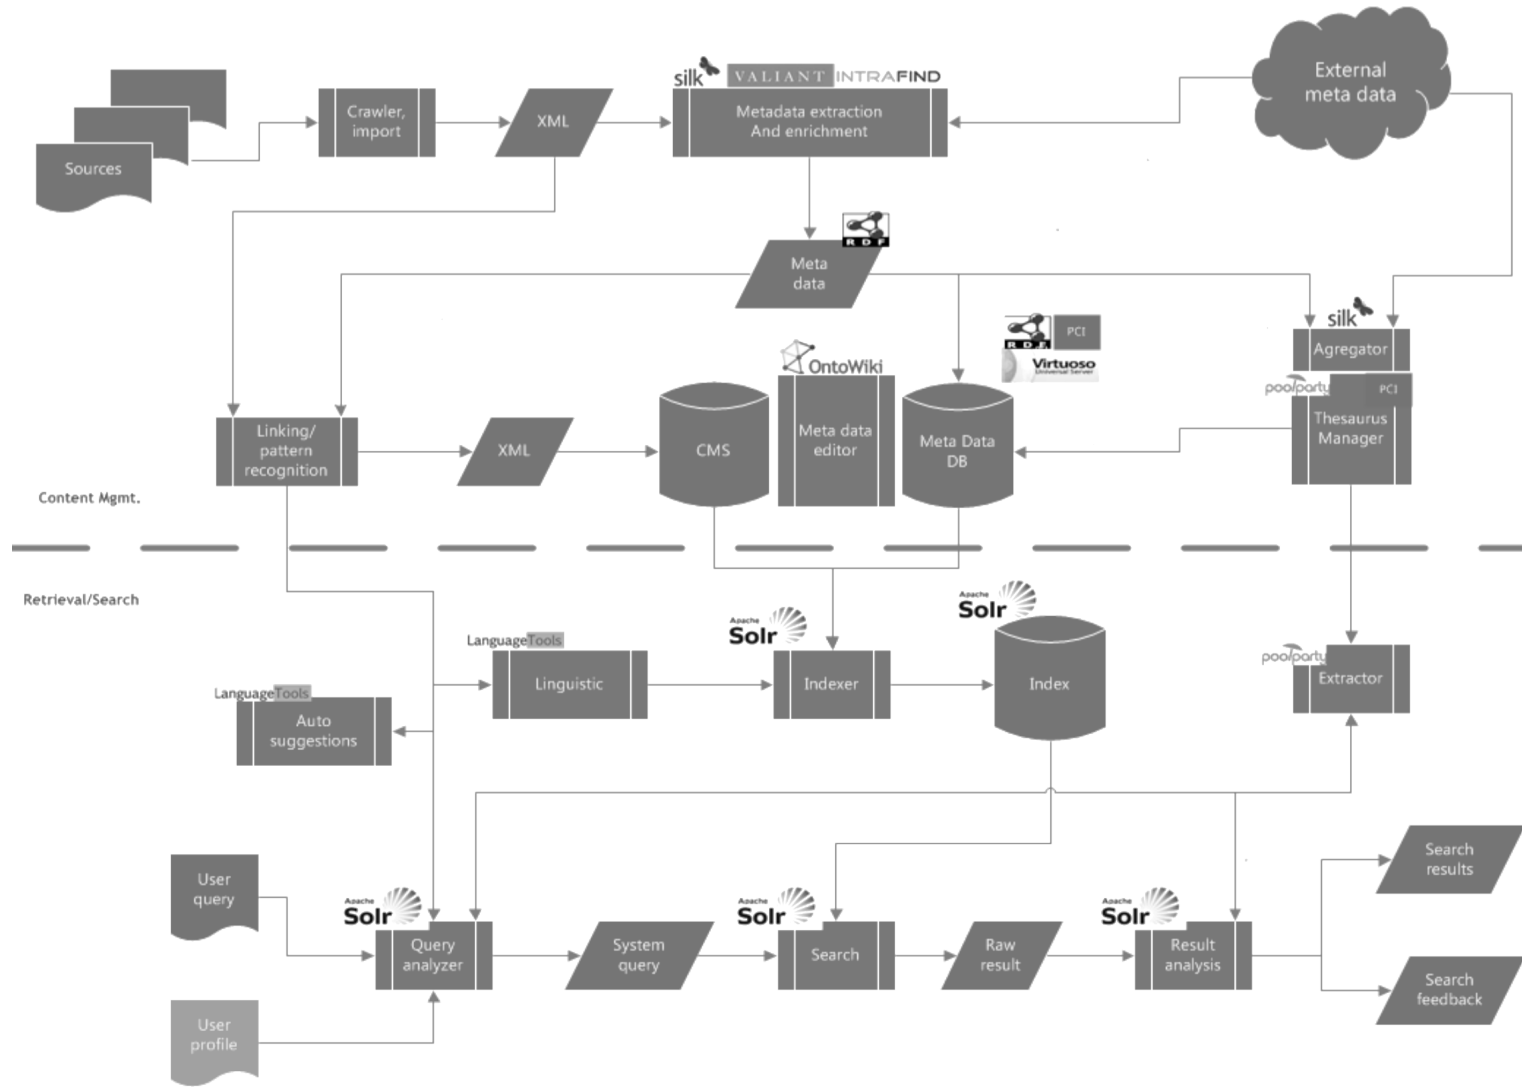 silk
VALIANT
INTRAFIND
External
meta data
Crawler,
import
XML
Metadata extraction
And enrichment
Sources
RDF
Meta
data
silk
RDF
PCI
Virtuoso
Universal Server
Agregator
OntoWiki
poolparty
PCI
Thesaurus
Manager
Linking/
pattern
recognition
XML
CMS
Meta data
editor
Meta Data
DB
Content Mgmt.
Retrieval/Search
Apache
Solr
Apache
Solr
LanguageTools
Linguistic
Indexer
Index
poolparty
Extractor
LanguageTools
Auto
suggestions
User
query
Search
results
Apache
Solr
Apache
Solr
Apache
Solr
Query
analyzer
System
query
Search
Raw
result
Result
analysis
Search
feedback
User
profile